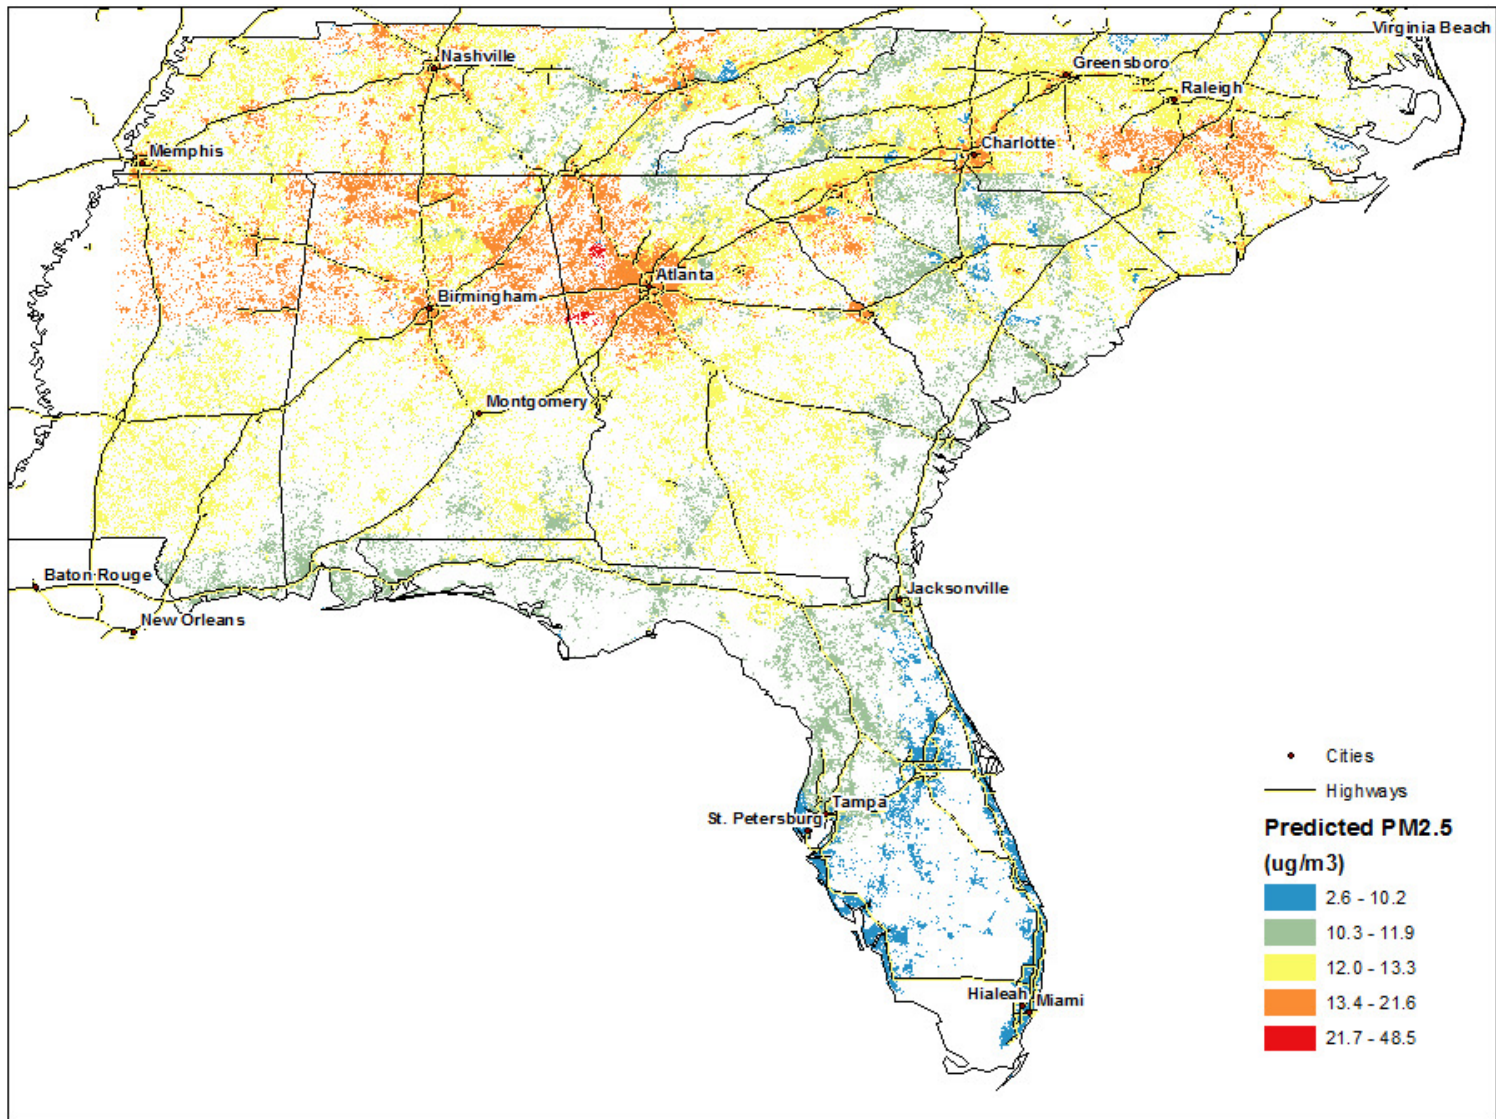 Virginia Beach
Nashville
Greensboro
Raleigh
Memphis
Charlotte
Atlanta
Birmingham
Montgomery
Baton Rouge
Jacksonville
New Orleans
Tampa
St. Petersburg
Hialeah
Miami
Cities
Highways
Predicted PM2.5
(ug/m3)
2.6 - 10.2
10.3 - 11.9
12.0 - 13.3
13.4 - 21.6
21.7 - 48.5